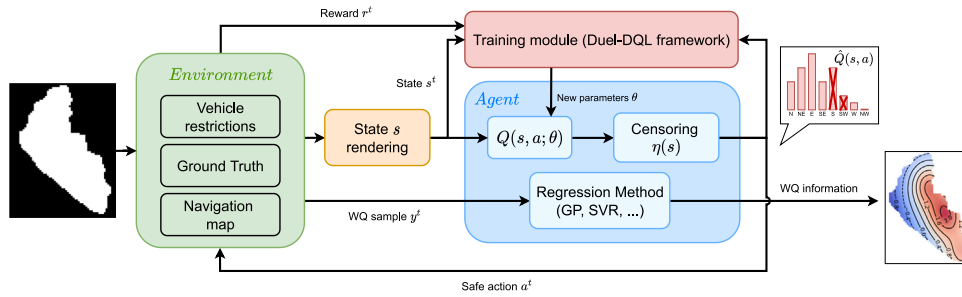 Reward r^t
Training module (Duel-DQL framework)
Environment
State s^t
Q̂(s, a)
N NE E SE S SW W NW
Vehicle
restrictions
Agent
New parameters θ
State s
rendering
Q(s, a; θ)
Censoring
η(s)
Ground Truth
Navigation
map
Regression Method
(GP, SVR, ...)
WQ information
WQ sample y^t
Safe action a^t